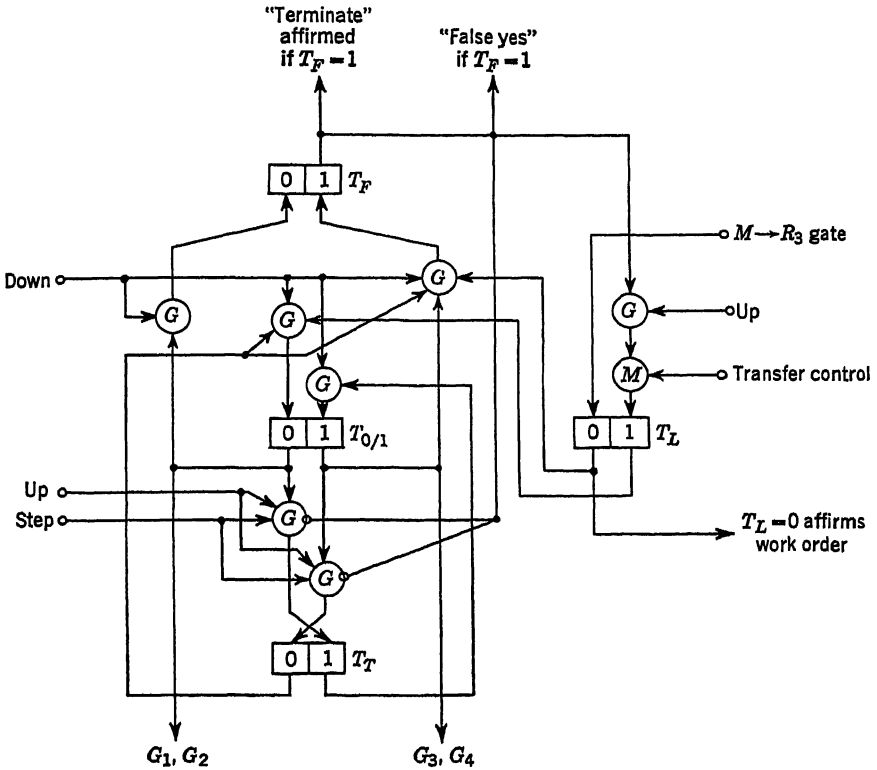 "Terminate"
affirmed
if T_F = 1
"False yes"
if T_F = 1
0 1 T_F
M → R_3 gate
Down
G
G
G
G
Up
G
M
Transfer control
0 1 T_0/1
0 1 T_L
Up
Step
G
G
T_L = 0 affirms
work order
0 1 T_T
G_1, G_2
G_3, G_4